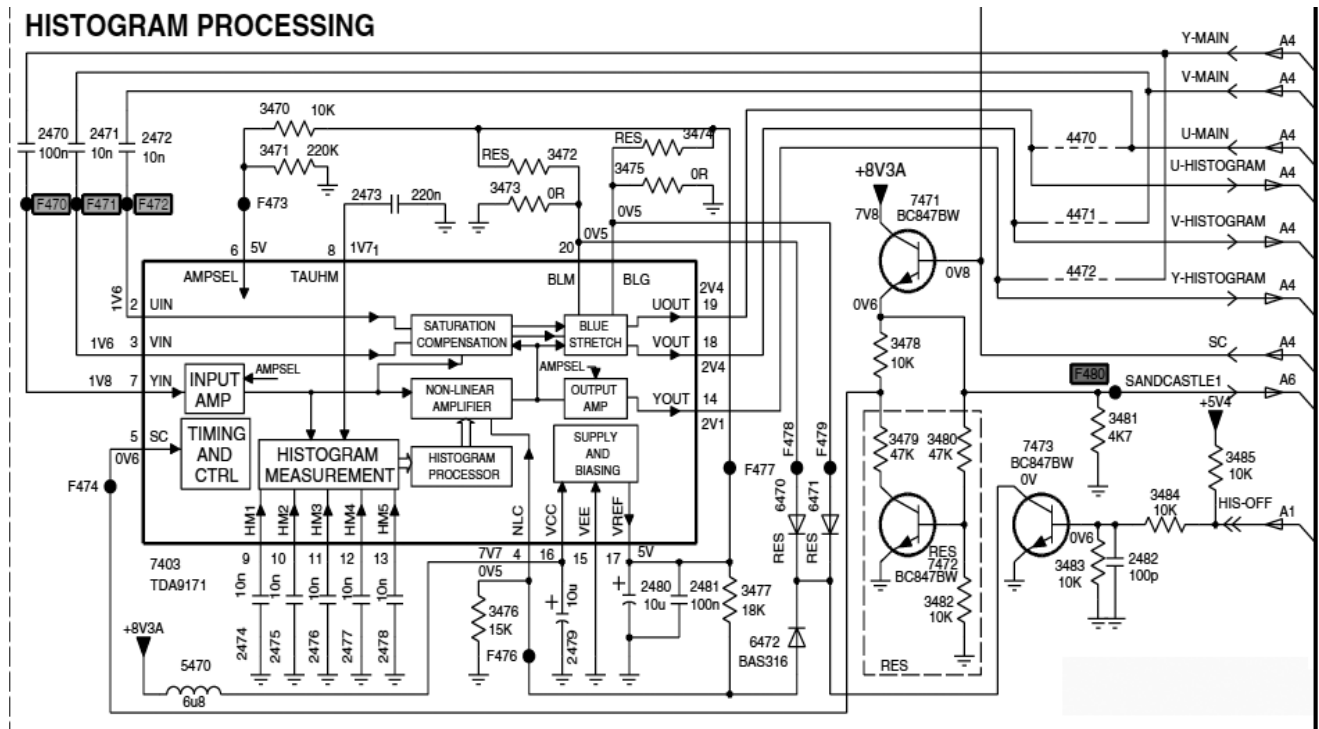 HISTOGRAM PROCESSING
Y-MAIN A4
V-MAIN A4
U-MAIN A4
U-HISTOGRAM A4
V-HISTOGRAM A4
Y-HISTOGRAM A4
SC A4
SANDCASTLE1 A6
HIS-OFF A1
2470
100n
2471
10n
2472
10n
F470
F471
F472
3470 10K
3471 220K
F473
2473 220n
RES 3472
3473 0R
RES 3474
3475 0R
0V5
0V5
4470
4471
4472
+8V3A
7471
BC847BW
7V8
0V8
0V6
6 5V
8 1V7 1
20
AMPSEL
TAUHM
BLM
BLG
1V6 2 UIN
1V6 3 VIN
1V8 7 YIN
5 SC
0V6
F474
INPUT
AMP
AMPSEL
TIMING
AND
CTRL
SATURATION
COMPENSATION
NON-LINEAR
AMPLIFIER
HISTOGRAM
MEASUREMENT
HISTOGRAM
PROCESSOR
BLUE
STRETCH
AMPSEL
OUTPUT
AMP
SUPPLY
AND
BIASING
2V4
UOUT 19
VOUT 18
2V4
YOUT 14
2V1
HM1
HM2
HM3
HM4
HM5
NLC
VCC
VEE
VREF
7403
TDA9171
9
10
11
12
13
7V7 4
0V5
16
15
17
5V
10n
10n
10n
10n
10n
2474
2475
2476
2477
2478
+8V3A
5470
6u8
3476
15K
F476
10u
2479
2480
10u
2481
100n
3477
18K
F477
F478
F479
6470
6471
RES
RES
6472
BAS316
3478
10K
3479
47K
3480
47K
RES
7472
BC847BW
3482
10K
RES
F480
3481
4K7
7473
BC847BW
0V
+5V4
3485
10K
3484
10K
0V6
3483
10K
2482
100p